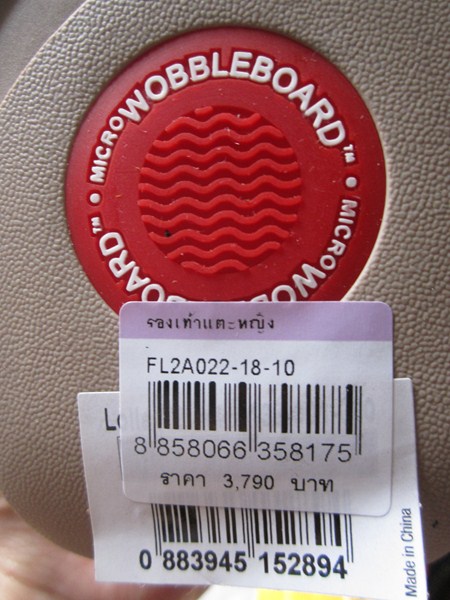 MICROWOBBLEBOARD™
MICROWOBBLEBOARD™
รองเท้าแตะหญิง
FL2A022-18-10
8 858066 358175
ราคา 3,790 บาท
0 883945 152894
Made in China